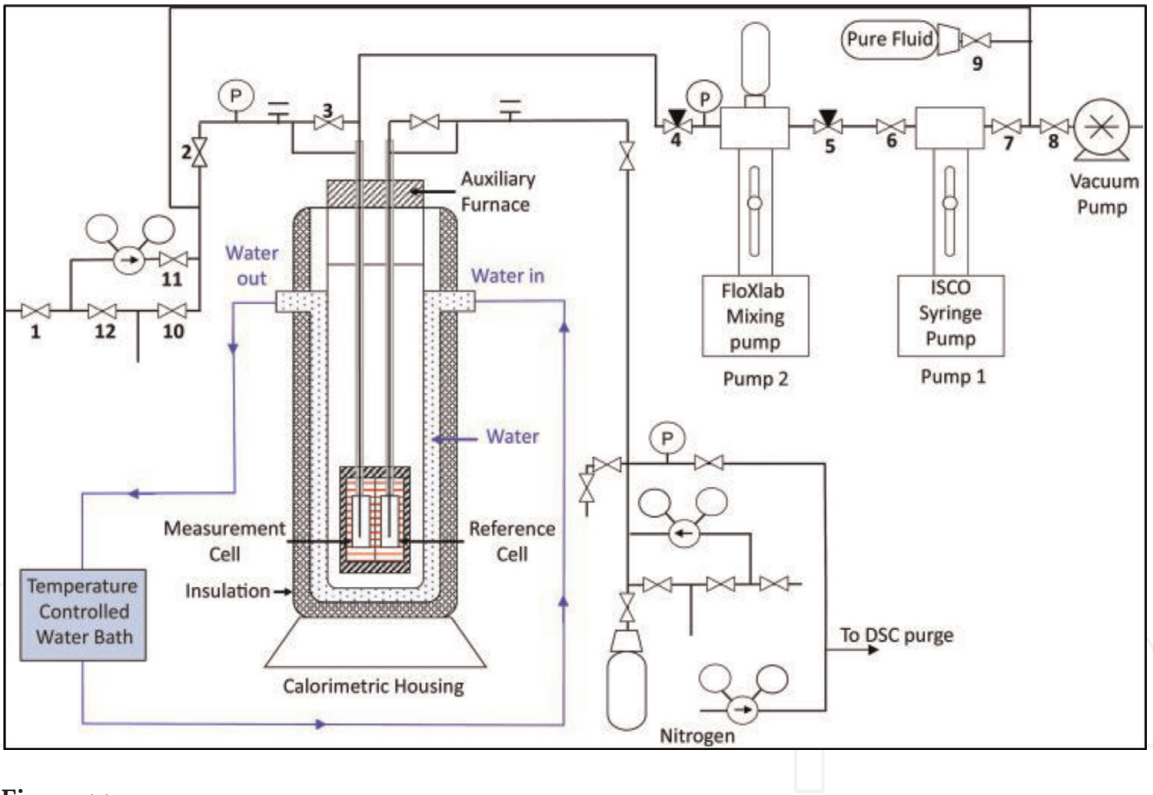 Pure Fluid
9
P
3
P
2
4
5
6
7
8
Vacuum
Pump
Auxiliary
Furnace
Water
out
Water in
11
1
12
10
FloXlab
Mixing
pump
Pump 2
ISCO
Syringe
Pump
Pump 1
Water
P
Measurement
Cell
Reference
Cell
Insulation
Temperature
Controlled
Water Bath
To DSC purge
Calorimetric Housing
Nitrogen